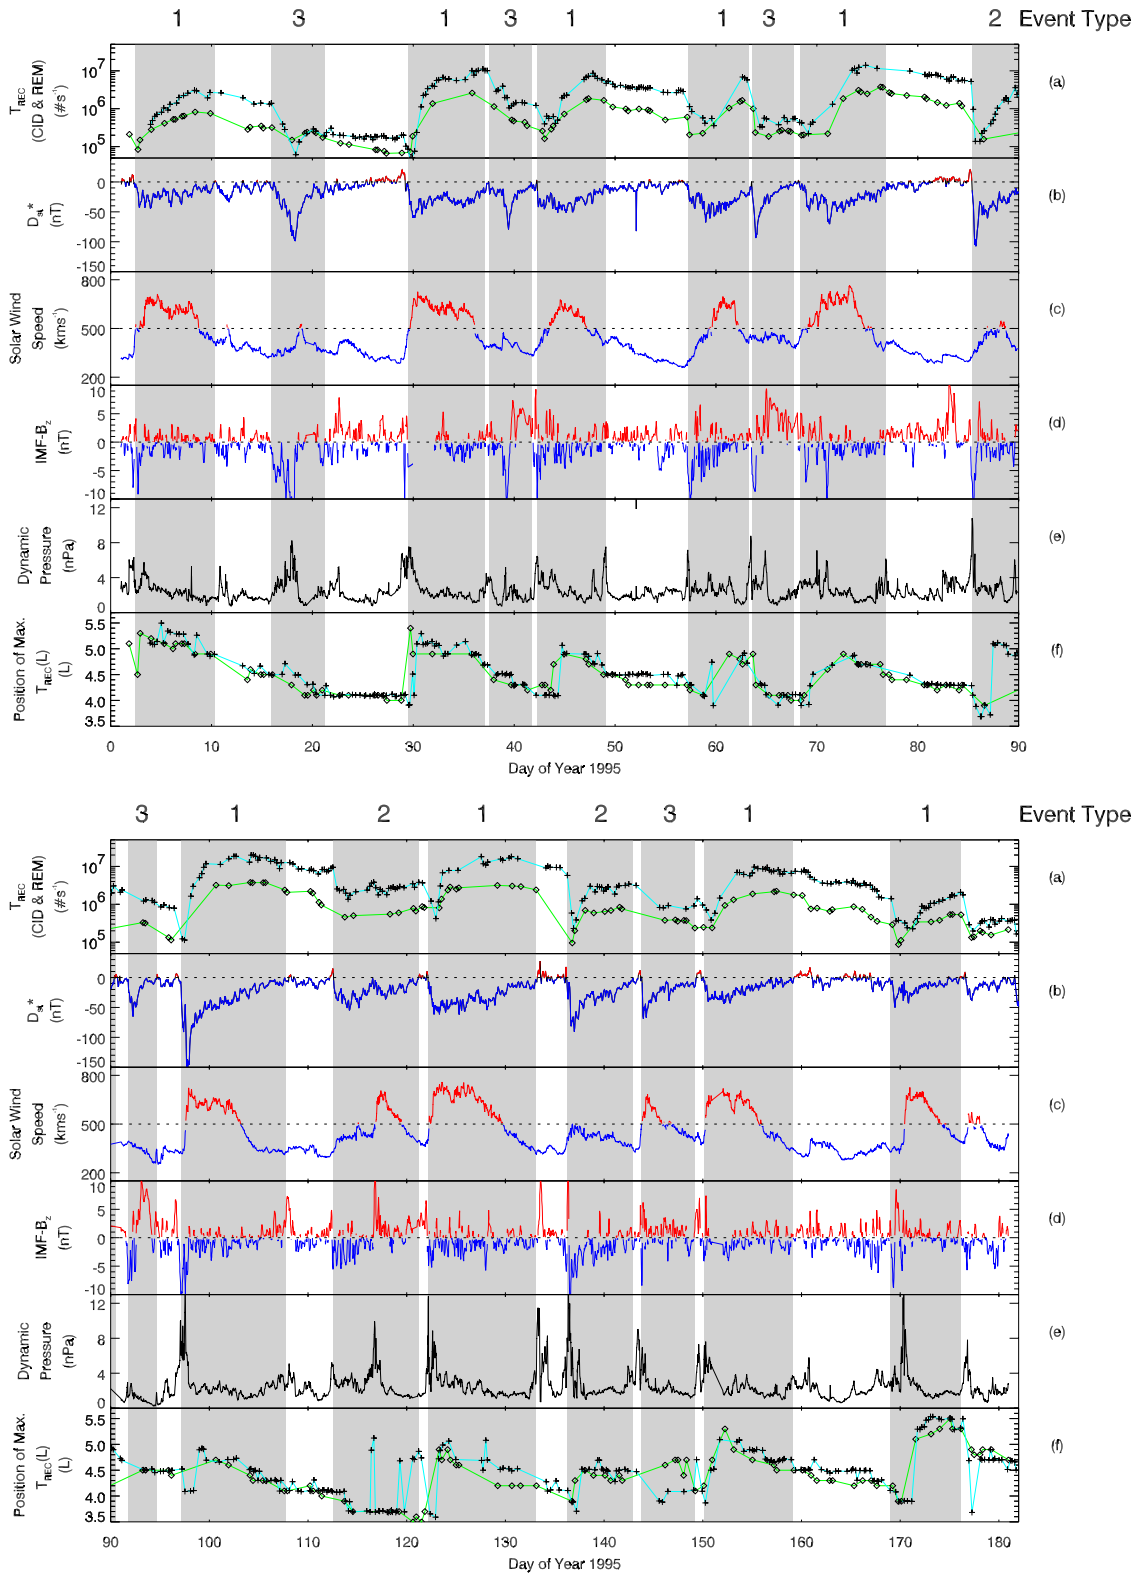 1 3 1 3 1 1 3 1 2 Event Type
T_REC
(CID & REM)
(#s⁻¹)
10⁷
10⁶
10⁵
(a)
D_st*
(nT)
0
-50
-100
-150
(b)
Solar Wind
Speed
(kms⁻¹)
800
500
200
(c)
IMF-B_z
(nT)
10
5
0
-5
-10
(d)
Dynamic
Pressure
(nPa)
12
8
4
0
(e)
Position of Max.
T_REC(L)
(L)
5.5
5.0
4.5
4.0
3.5
(f)
0 10 20 30 40 50 60 70 80 90
Day of Year 1995
3 1 2 1 2 3 1 1 Event Type
T_REC
(CID & REM)
(#s⁻¹)
10⁷
10⁶
10⁵
(a)
D_st*
(nT)
0
-50
-100
-150
(b)
Solar Wind
Speed
(kms⁻¹)
800
500
200
(c)
IMF-B_z
(nT)
10
5
0
-5
-10
(d)
Dynamic
Pressure
(nPa)
12
8
4
0
(e)
Position of Max.
T_REC(L)
(L)
5.5
5.0
4.5
4.0
3.5
(f)
90 100 110 120 130 140 150 160 170 180
Day of Year 1995